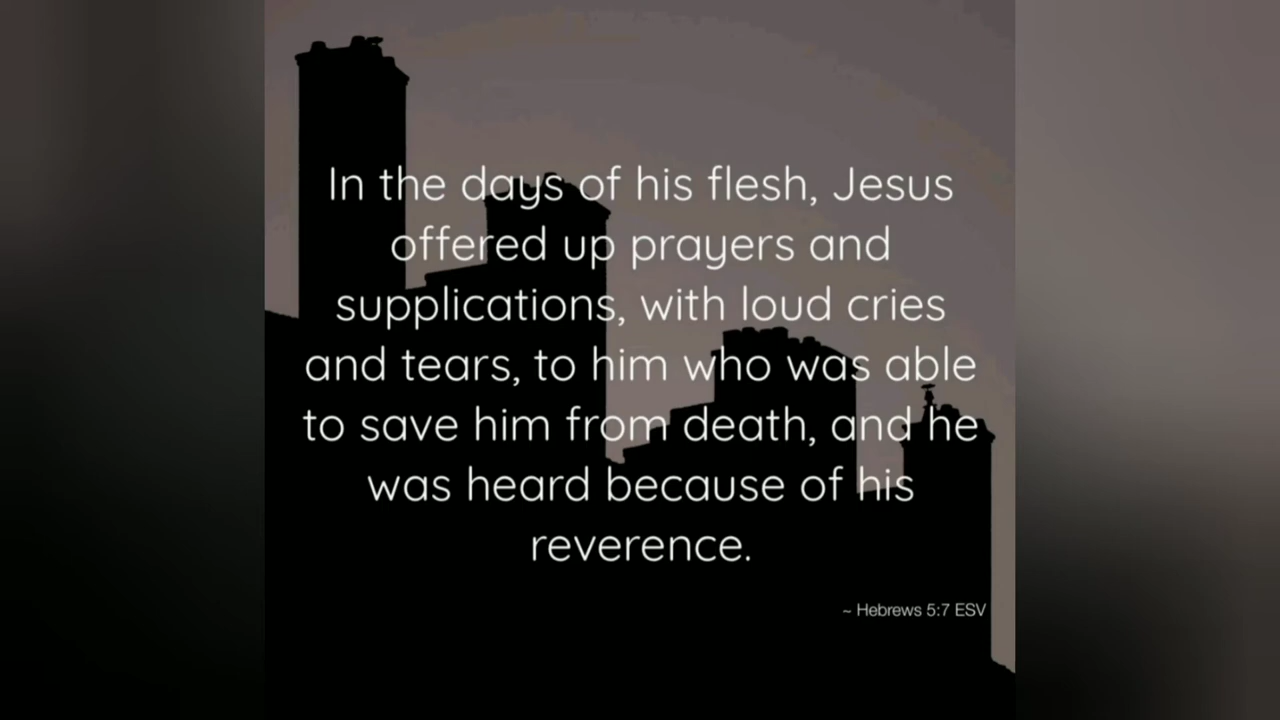 In the days of his flesh, Jesus
offered up prayers and
supplications, with loud cries
and tears, to him who was able
to save him from death, and he
was heard because of his
reverence.
~ Hebrews 5:7 ESV